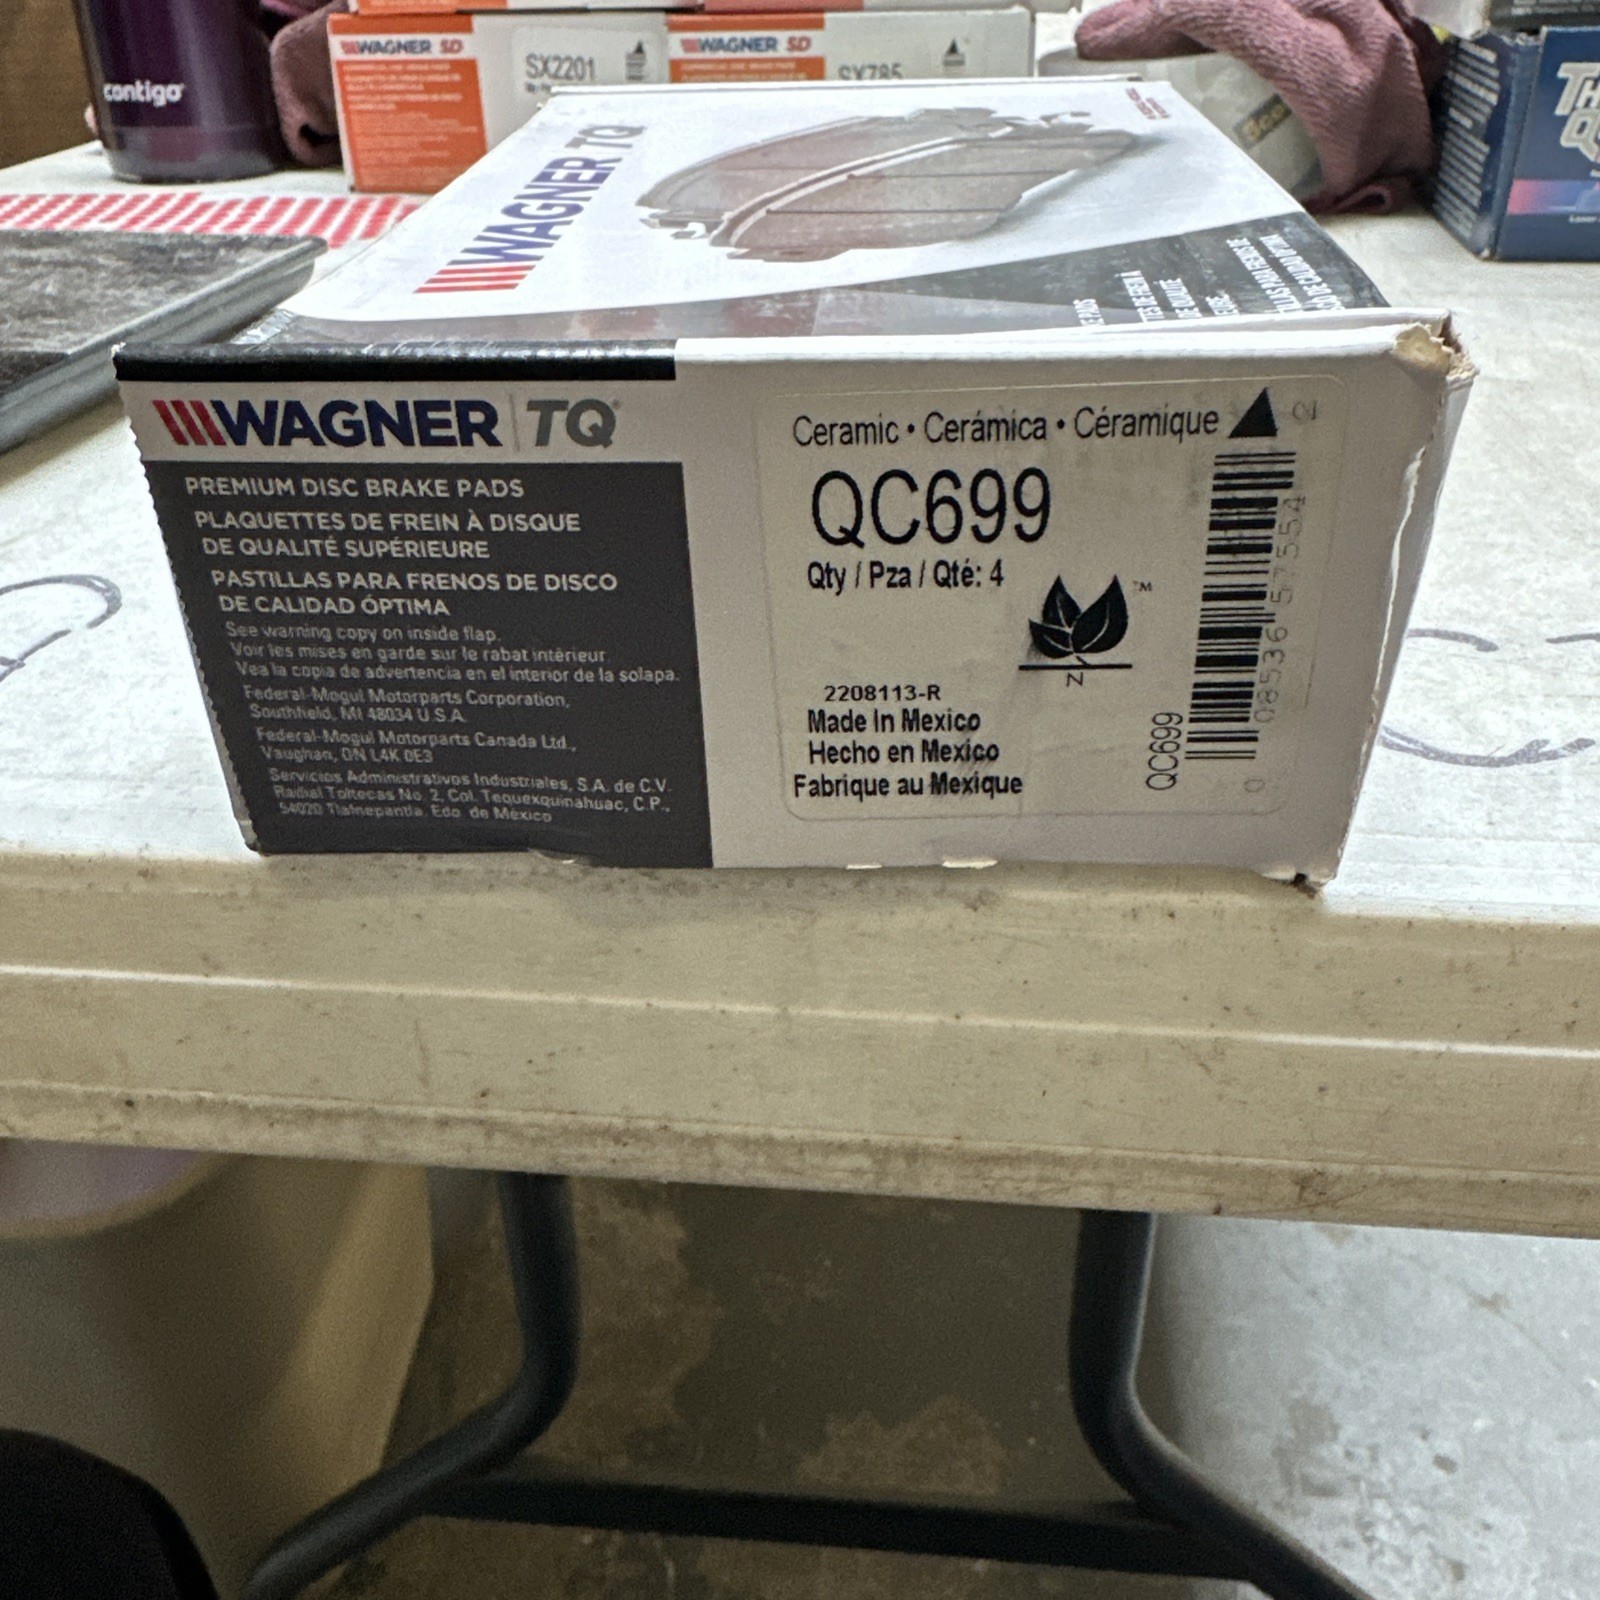 contigo
WAGNER SD
SX2201
WAGNER SD
SX785
WAGNER TQ
WAGNER TQ
PREMIUM DISC BRAKE PADS
PLAQUETTES DE FREIN À DISQUE
DE QUALITÉ SUPÉRIEURE
PASTILLAS PARA FRENOS DE DISCO
DE CALIDAD ÓPTIMA
See warning copy on inside flap.
Voir les mises en garde sur le rabat intérieur
Vea la copia de advertencia en el interior de la solapa.
Federal-Mogul Motorparts Corporation,
Southfield, MI 48034 U.S.A.
Federal-Mogul Motorparts Canada Ltd.,
Vaughan, ON L4K 0E3
Servicios Administrativos Industriales, S.A. de C.V.
Radial Toltecas No. 2, Col. Tequexquinahuac, C.P.,
54020 Tlalnepantla, Edo. de México
Ceramic • Cerámica • Céramique
QC699
Qty / Pza / Qté: 4
TM
N
2208113-R
Made In Mexico
Hecho en Mexico
Fabrique au Mexique
QC699
0 08536 57554